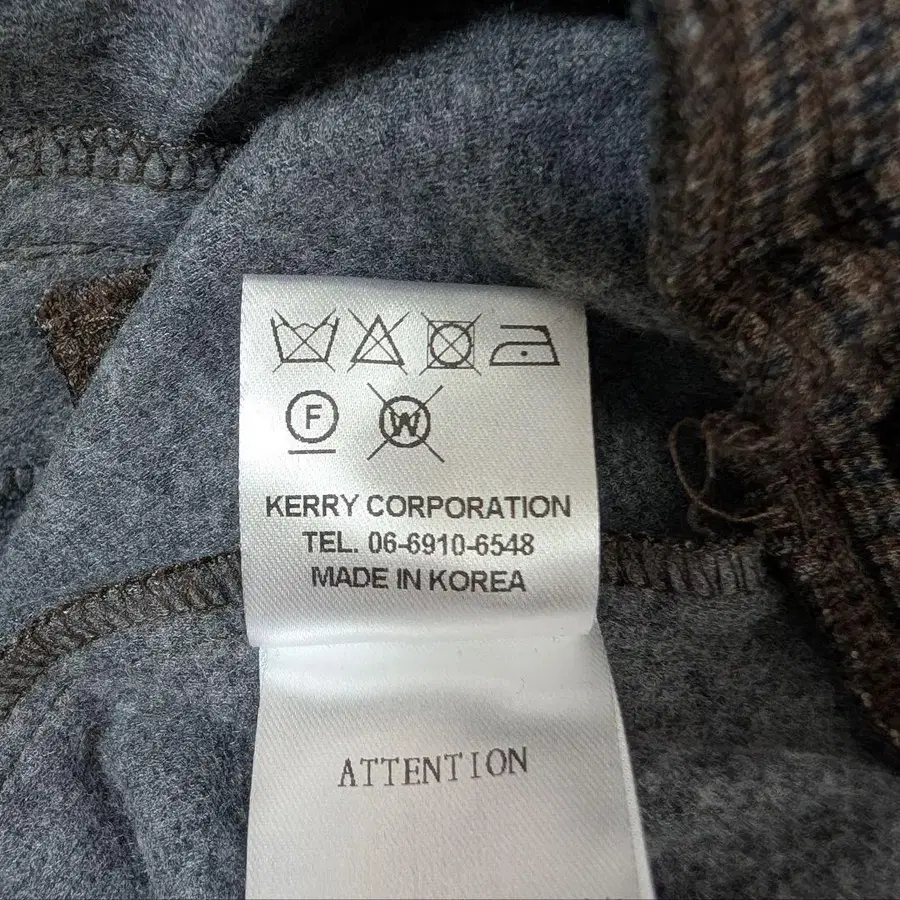 F W
KERRY CORPORATION
TEL. 06-6910-6548
MADE IN KOREA
ATTENTION